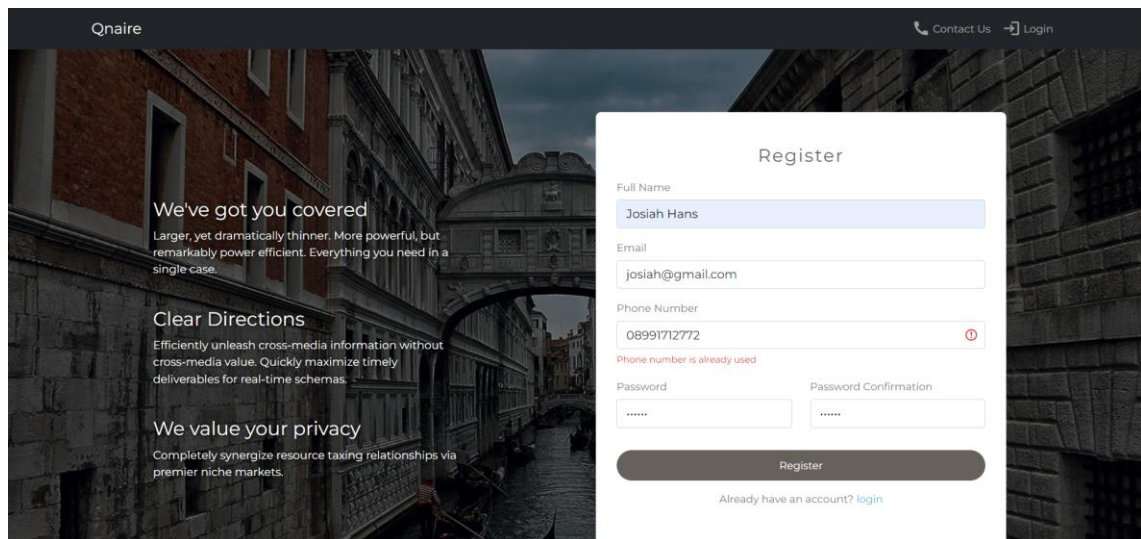 Qnaire
Contact Us
Login
We've got you covered
Larger, yet dramatically thinner. More powerful, but
remarkably power efficient. Everything you need in a
single case.
Clear Directions
Efficiently unleash cross-media information without
cross-media value. Quickly maximize timely
deliverables for real-time schemas.
We value your privacy
Completely synergize resource taxing relationships via
premier niche markets.
Register
Full Name
Josiah Hans
Email
josiah@gmail.com
Phone Number
08991712772
Phone number is already used
Password Password Confirmation
•••••• ••••••
Register
Already have an account? login